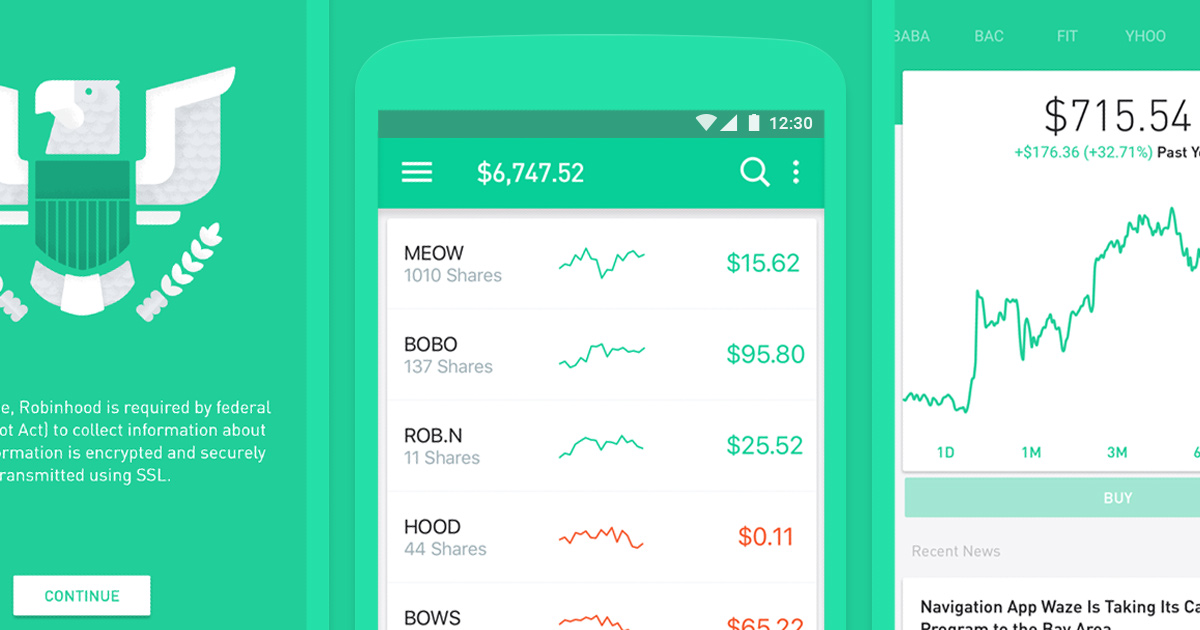 e, Robinhood is required by federal
ot Act) to collect information about
ormation is encrypted and securely
ransmitted using SSL.
CONTINUE
12:30
$6,747.52
MEOW
1010 Shares
$15.62
BOBO
137 Shares
$95.80
ROB.N
11 Shares
$25.52
HOOD
44 Shares
$0.11
BOWS
$65.22
BABA BAC FIT YHOO
$715.54
+$176.36 (+32.71%) Past Y
1D 1M 3M 6
BUY
Recent News
Navigation App Waze Is Taking Its Ca
Program to the Bay Area